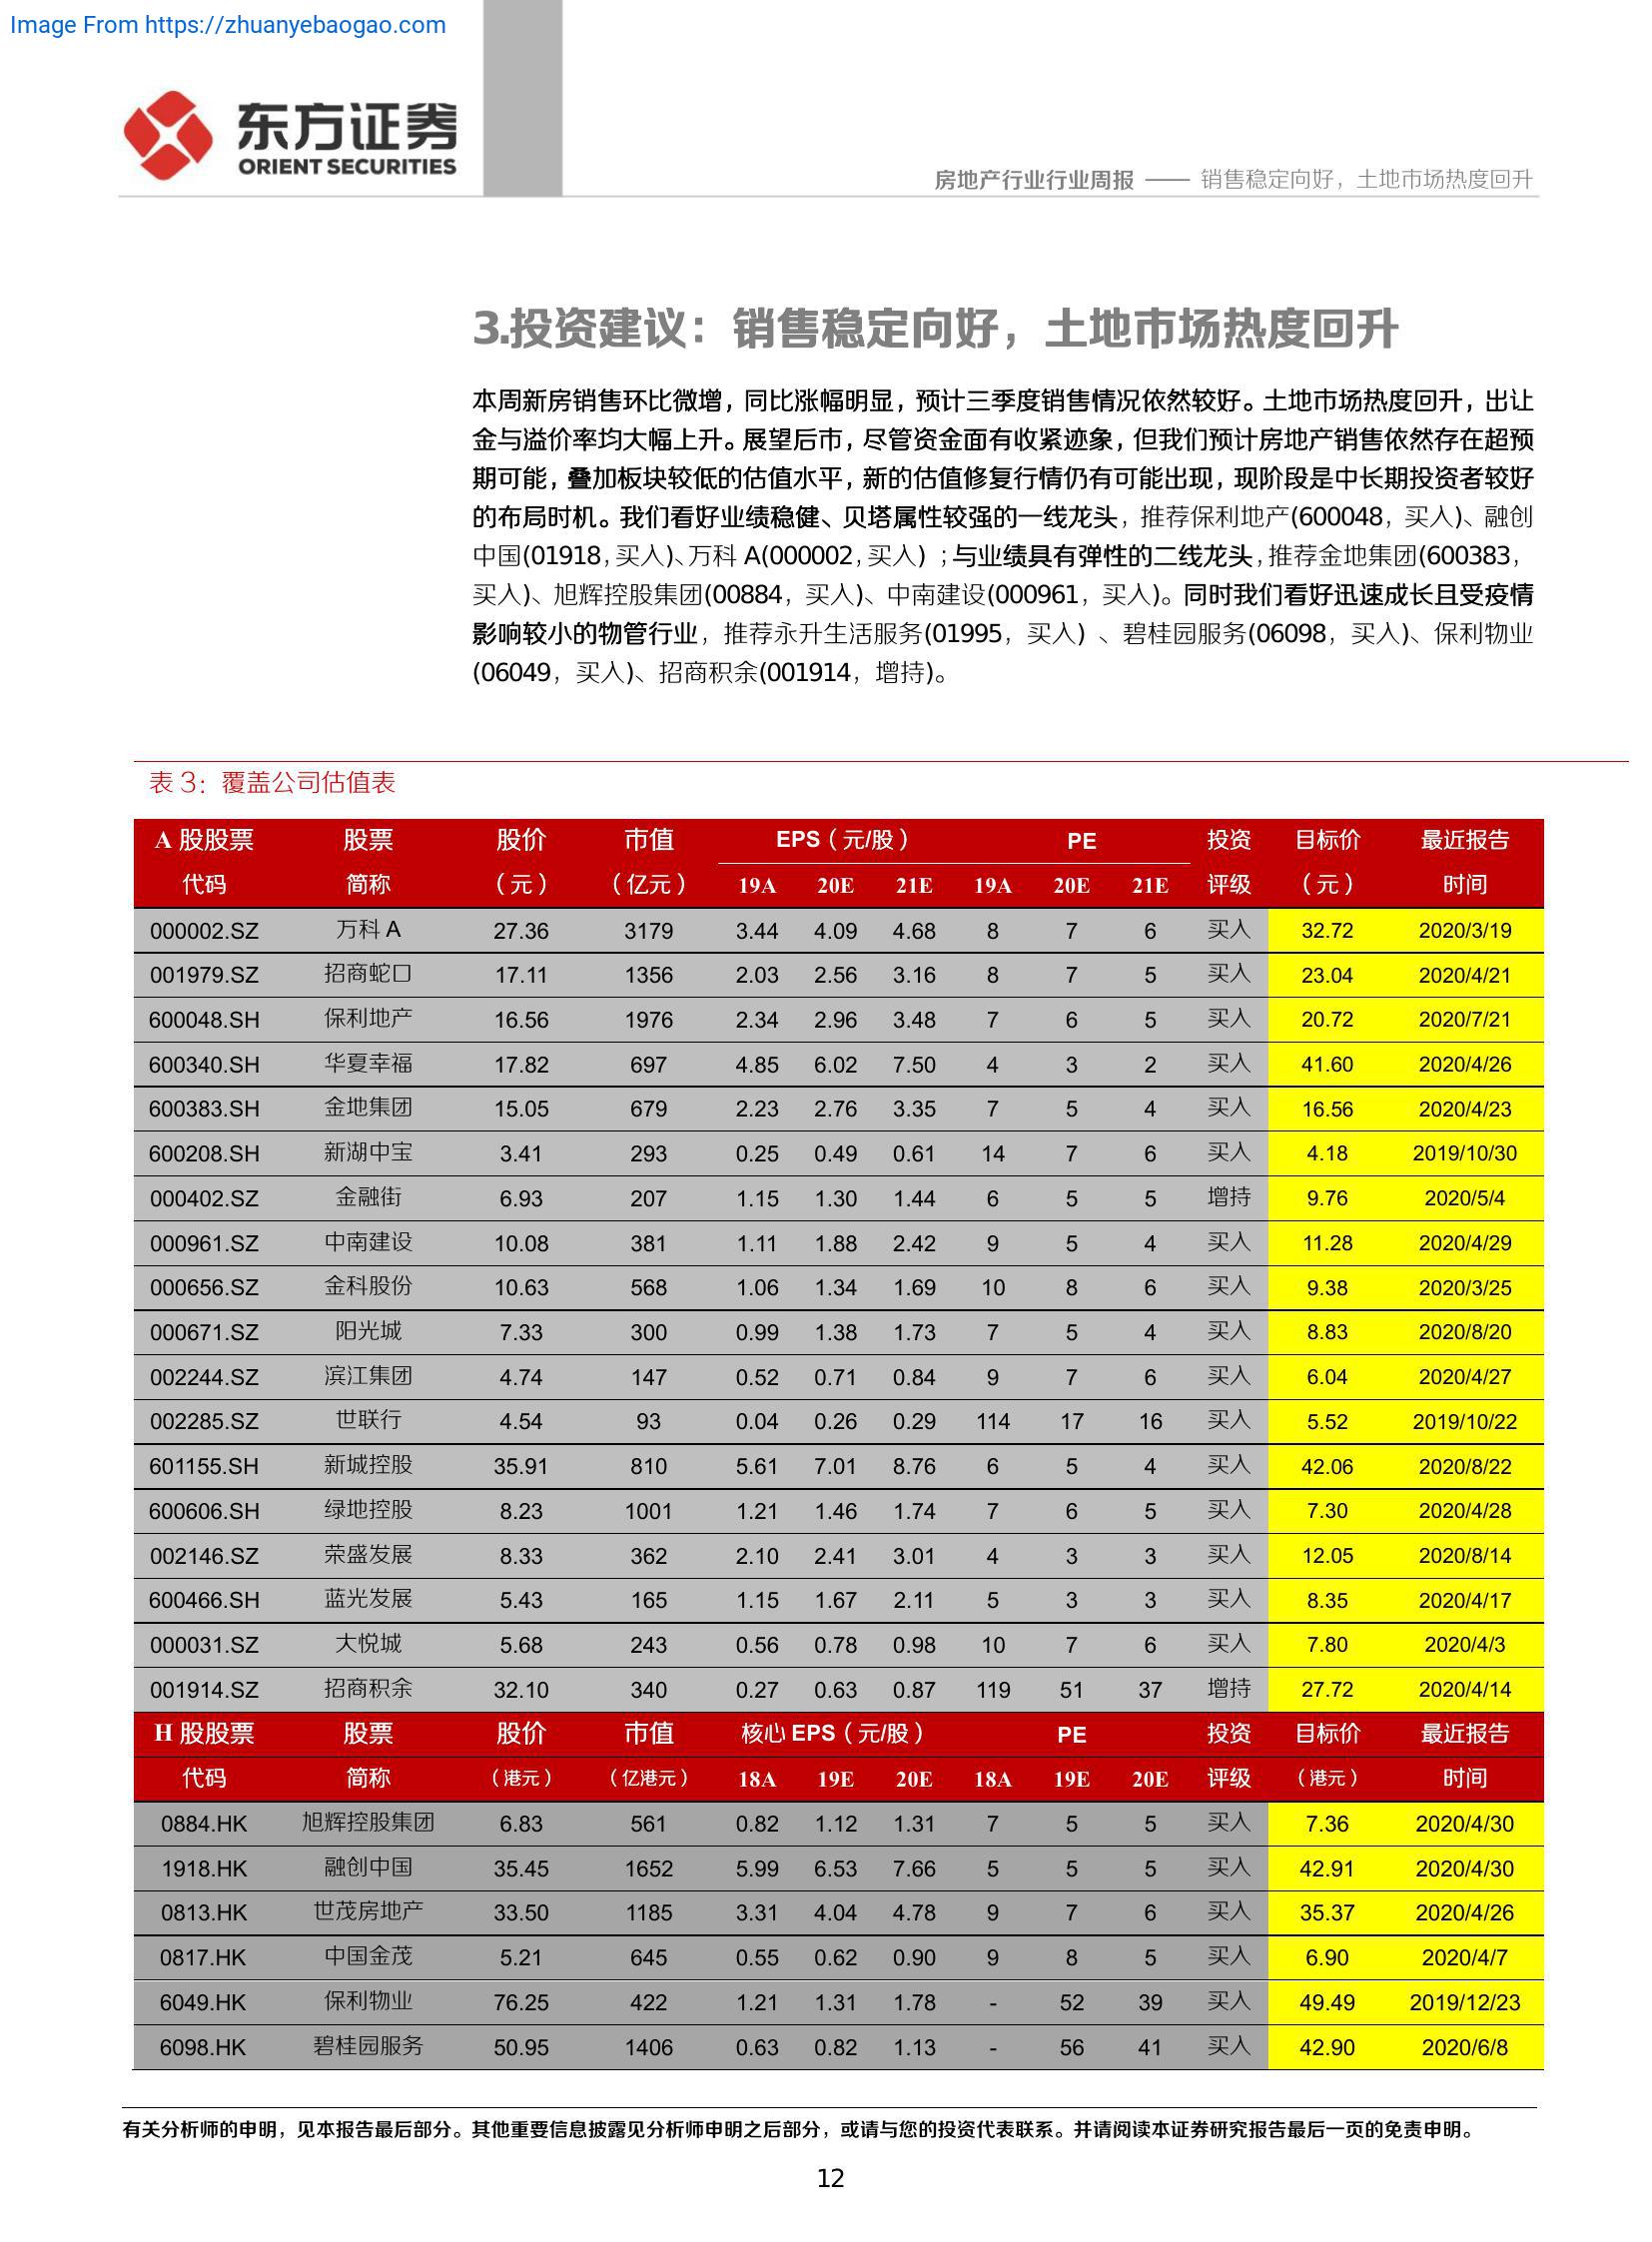 Image From https://zhuanyebaogao.com
东方证券
ORIENT SECURITIES
房地产行业行业周报 —— 销售稳定向好，土地市场热度回升
3.投资建议：销售稳定向好，土地市场热度回升
本周新房销售环比微增，同比涨幅明显，预计三季度销售情况依然较好。土地市场热度回升，出让
金与溢价率均大幅上升。展望后市，尽管资金面有收紧迹象，但我们预计房地产销售依然存在超预
期可能，叠加板块较低的估值水平，新的估值修复行情仍有可能出现，现阶段是中长期投资者较好
的布局时机。我们看好业绩稳健、贝塔属性较强的一线龙头，推荐保利地产(600048，买入)、融创
中国(01918，买入)、万科 A(000002，买入) ；与业绩具有弹性的二线龙头，推荐金地集团(600383，
买入)、旭辉控股集团(00884，买入)、中南建设(000961，买入)。同时我们看好迅速成长且受疫情
影响较小的物管行业，推荐永升生活服务(01995，买入) 、碧桂园服务(06098，买入)、保利物业
(06049，买入)、招商积余(001914，增持)。
表 3：覆盖公司估值表
A 股股票 股票 股价 市值 EPS（元/股） PE 投资 目标价 最近报告
代码 简称 （元） （亿元） 19A 20E 21E 19A 20E 21E 评级 （元） 时间
000002.SZ 万科 A 27.36 3179 3.44 4.09 4.68 8 7 6 买入 32.72 2020/3/19
001979.SZ 招商蛇口 17.11 1356 2.03 2.56 3.16 8 7 5 买入 23.04 2020/4/21
600048.SH 保利地产 16.56 1976 2.34 2.96 3.48 7 6 5 买入 20.72 2020/7/21
600340.SH 华夏幸福 17.82 697 4.85 6.02 7.50 4 3 2 买入 41.60 2020/4/26
600383.SH 金地集团 15.05 679 2.23 2.76 3.35 7 5 4 买入 16.56 2020/4/23
600208.SH 新湖中宝 3.41 293 0.25 0.49 0.61 14 7 6 买入 4.18 2019/10/30
000402.SZ 金融街 6.93 207 1.15 1.30 1.44 6 5 5 增持 9.76 2020/5/4
000961.SZ 中南建设 10.08 381 1.11 1.88 2.42 9 5 4 买入 11.28 2020/4/29
000656.SZ 金科股份 10.63 568 1.06 1.34 1.69 10 8 6 买入 9.38 2020/3/25
000671.SZ 阳光城 7.33 300 0.99 1.38 1.73 7 5 4 买入 8.83 2020/8/20
002244.SZ 滨江集团 4.74 147 0.52 0.71 0.84 9 7 6 买入 6.04 2020/4/27
002285.SZ 世联行 4.54 93 0.04 0.26 0.29 114 17 16 买入 5.52 2019/10/22
601155.SH 新城控股 35.91 810 5.61 7.01 8.76 6 5 4 买入 42.06 2020/8/22
600606.SH 绿地控股 8.23 1001 1.21 1.46 1.74 7 6 5 买入 7.30 2020/4/28
002146.SZ 荣盛发展 8.33 362 2.10 2.41 3.01 4 3 3 买入 12.05 2020/8/14
600466.SH 蓝光发展 5.43 165 1.15 1.67 2.11 5 3 3 买入 8.35 2020/4/17
000031.SZ 大悦城 5.68 243 0.56 0.78 0.98 10 7 6 买入 7.80 2020/4/3
001914.SZ 招商积余 32.10 340 0.27 0.63 0.87 119 51 37 增持 27.72 2020/4/14
H 股股票 股票 股价 市值 核心 EPS（元/股） PE 投资 目标价 最近报告
代码 简称 （港元） （亿港元） 18A 19E 20E 18A 19E 20E 评级 （港元） 时间
0884.HK 旭辉控股集团 6.83 561 0.82 1.12 1.31 7 5 5 买入 7.36 2020/4/30
1918.HK 融创中国 35.45 1652 5.99 6.53 7.66 5 5 5 买入 42.91 2020/4/30
0813.HK 世茂房地产 33.50 1185 3.31 4.04 4.78 9 7 6 买入 35.37 2020/4/26
0817.HK 中国金茂 5.21 645 0.55 0.62 0.90 9 8 5 买入 6.90 2020/4/7
6049.HK 保利物业 76.25 422 1.21 1.31 1.78 - 52 39 买入 49.49 2019/12/23
6098.HK 碧桂园服务 50.95 1406 0.63 0.82 1.13 - 56 41 买入 42.90 2020/6/8
有关分析师的申明，见本报告最后部分。其他重要信息披露见分析师申明之后部分，或请与您的投资代表联系。并请阅读本证券研究报告最后一页的免责申明。
12